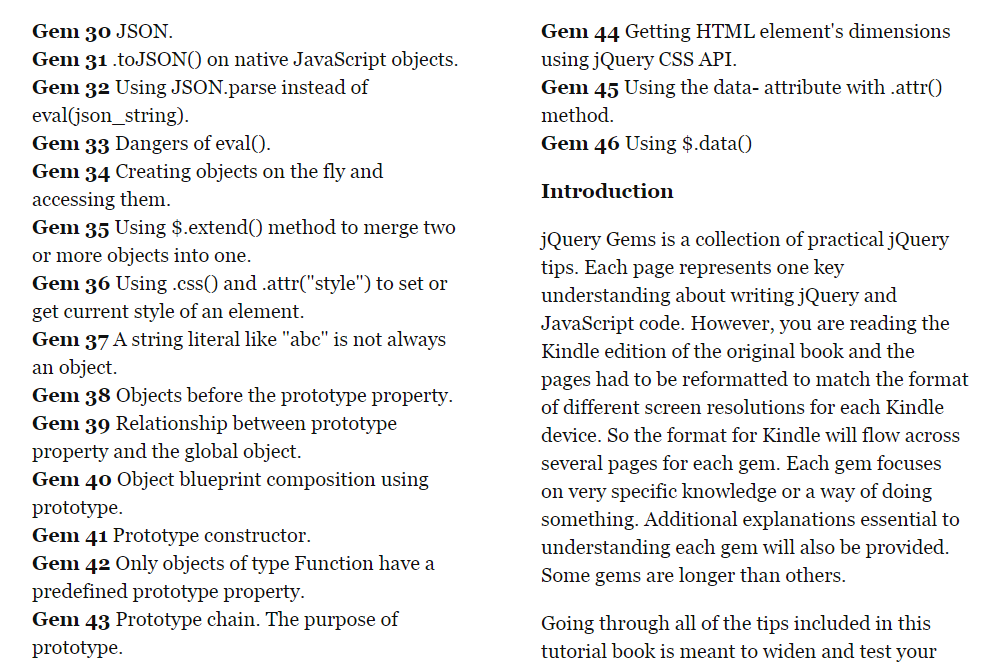 Gem 30 JSON.
Gem 31 .toJSON() on native JavaScript objects.
Gem 32 Using JSON.parse instead of
eval(json_string).
Gem 33 Dangers of eval().
Gem 34 Creating objects on the fly and
accessing them.
Gem 35 Using $.extend() method to merge two
or more objects into one.
Gem 36 Using .css() and .attr("style") to set or
get current style of an element.
Gem 37 A string literal like "abc" is not always
an object.
Gem 38 Objects before the prototype property.
Gem 39 Relationship between prototype
property and the global object.
Gem 40 Object blueprint composition using
prototype.
Gem 41 Prototype constructor.
Gem 42 Only objects of type Function have a
predefined prototype property.
Gem 43 Prototype chain. The purpose of
prototype.
Gem 44 Getting HTML element's dimensions
using jQuery CSS API.
Gem 45 Using the data- attribute with .attr()
method.
Gem 46 Using $.data()
Introduction
jQuery Gems is a collection of practical jQuery
tips. Each page represents one key
understanding about writing jQuery and
JavaScript code. However, you are reading the
Kindle edition of the original book and the
pages had to be reformatted to match the format
of different screen resolutions for each Kindle
device. So the format for Kindle will flow across
several pages for each gem. Each gem focuses
on very specific knowledge or a way of doing
something. Additional explanations essential to
understanding each gem will also be provided.
Some gems are longer than others.
Going through all of the tips included in this
tutorial book is meant to widen and test your